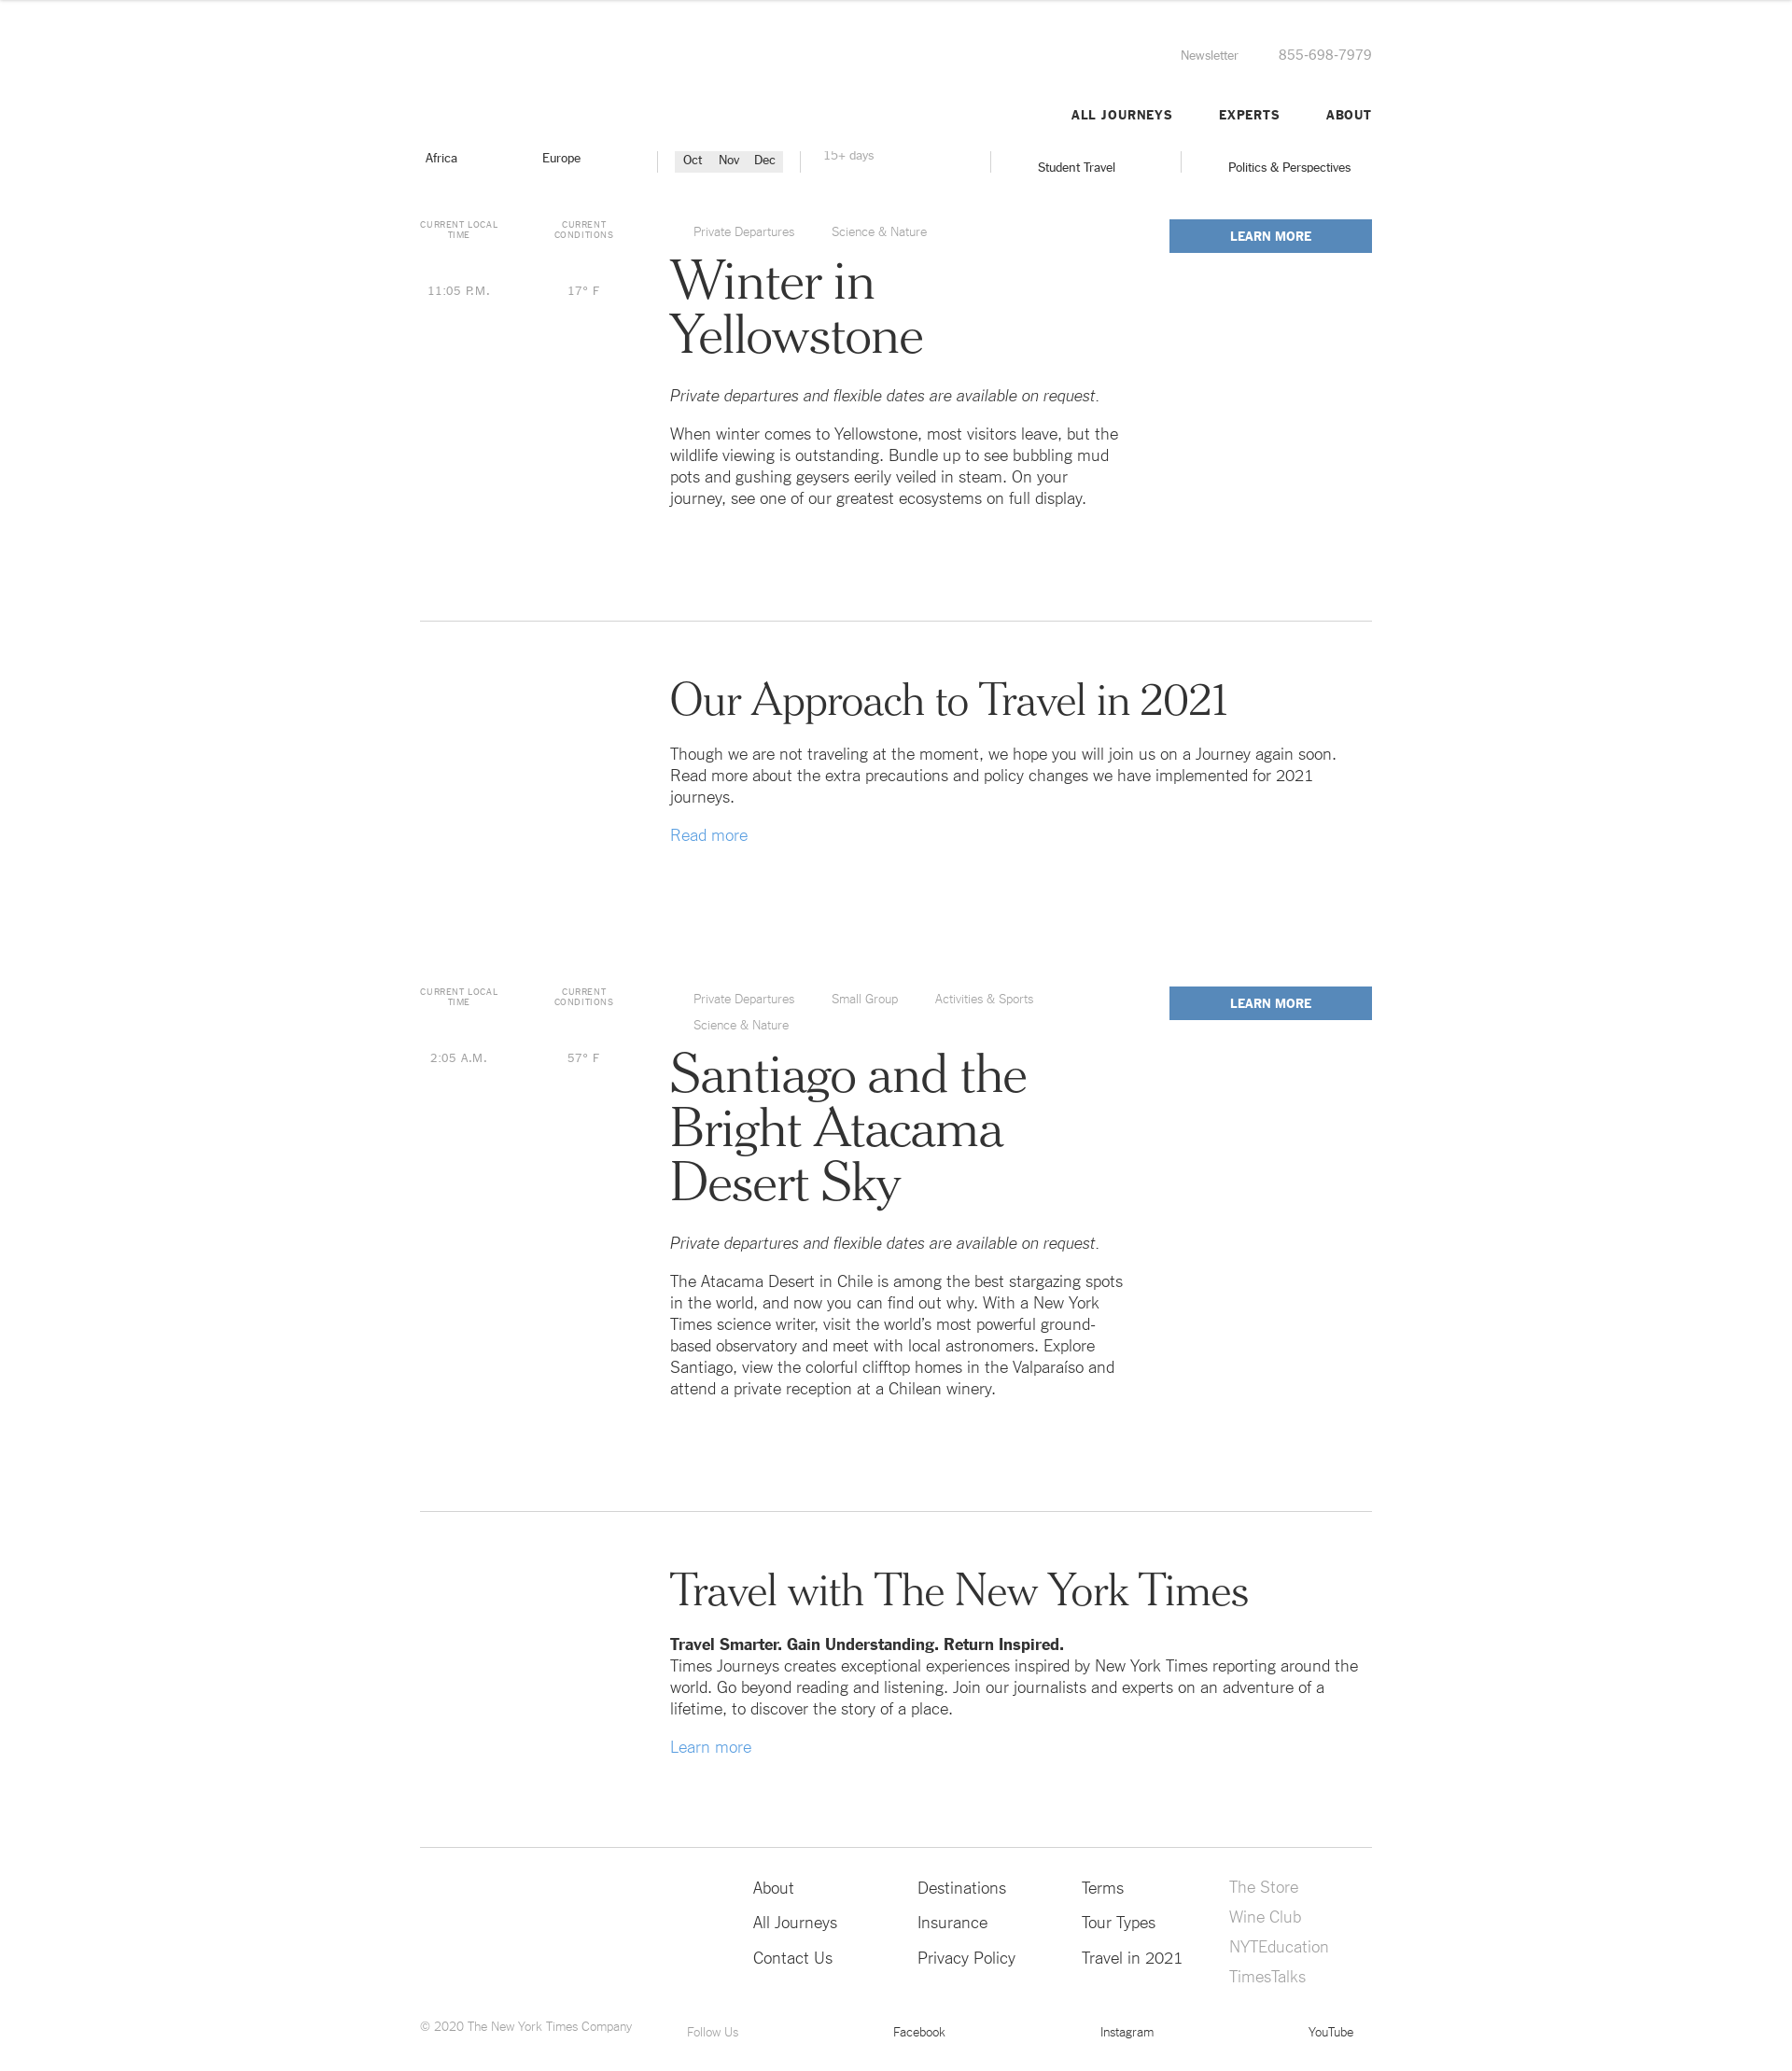 Newsletter 855-698-7979
ALL JOURNEYS EXPERTS ABOUT
Africa Europe Oct Nov Dec 15+ days Student Travel Politics & Perspectives
CURRENT LOCAL
TIME
11:05 P.M.
CURRENT
CONDITIONS
17° F
Private Departures Science & Nature
LEARN MORE
Winter in
Yellowstone
Private departures and flexible dates are available on request.
When winter comes to Yellowstone, most visitors leave, but the
wildlife viewing is outstanding. Bundle up to see bubbling mud
pots and gushing geysers eerily veiled in steam. On your
journey, see one of our greatest ecosystems on full display.
Our Approach to Travel in 2021
Though we are not traveling at the moment, we hope you will join us on a Journey again soon.
Read more about the extra precautions and policy changes we have implemented for 2021
journeys.
Read more
CURRENT LOCAL
TIME
2:05 A.M.
CURRENT
CONDITIONS
57° F
Private Departures Small Group Activities & Sports
Science & Nature
LEARN MORE
Santiago and the
Bright Atacama
Desert Sky
Private departures and flexible dates are available on request.
The Atacama Desert in Chile is among the best stargazing spots
in the world, and now you can find out why. With a New York
Times science writer, visit the world's most powerful ground-
based observatory and meet with local astronomers. Explore
Santiago, view the colorful clifftop homes in the Valparaíso and
attend a private reception at a Chilean winery.
Travel with The New York Times
Travel Smarter. Gain Understanding. Return Inspired.
Times Journeys creates exceptional experiences inspired by New York Times reporting around the
world. Go beyond reading and listening. Join our journalists and experts on an adventure of a
lifetime, to discover the story of a place.
Learn more
About
All Journeys
Contact Us
Destinations
Insurance
Privacy Policy
Terms
Tour Types
Travel in 2021
The Store
Wine Club
NYTEducation
TimesTalks
© 2020 The New York Times Company
Follow Us Facebook Instagram YouTube